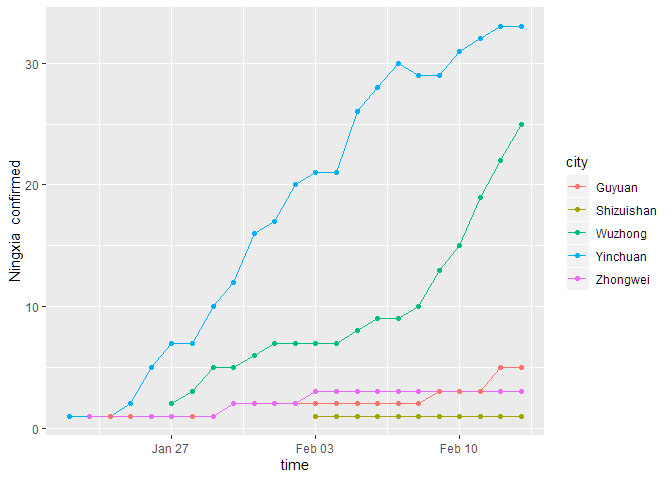 Ningxia confirmed
30
20
10
0
Jan 27
Feb 03
Feb 10
time
city
Guyuan
Shizuishan
Wuzhong
Yinchuan
Zhongwei